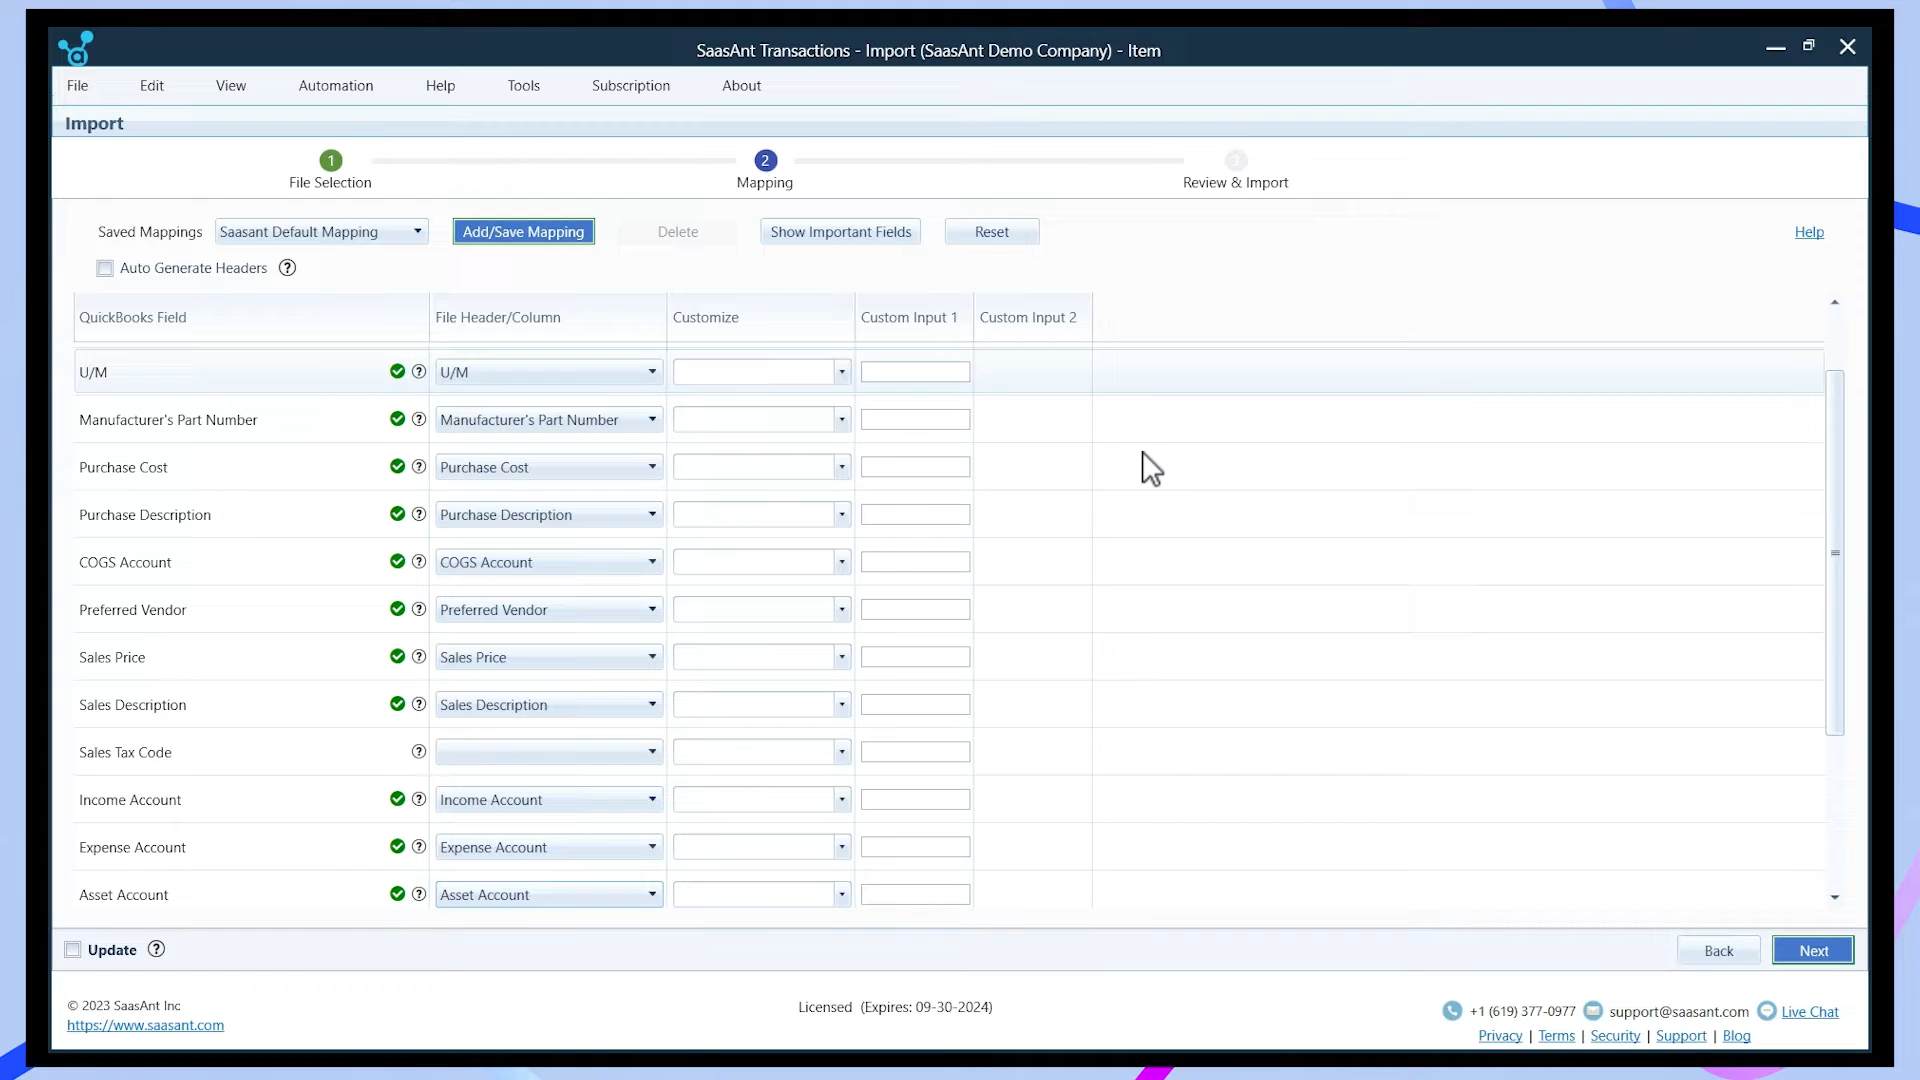 SaasAnt Transactions - Import (SaasAnt Demo Company) - Item
File Edit View Automation Help Tools Subscription About
Import
1 2 3
File Selection Mapping Review & Import
Saved Mappings Saasant Default Mapping Add/Save Mapping Delete Show Important Fields Reset Help
Auto Generate Headers ?
QuickBooks Field File Header/Column Customize Custom Input 1 Custom Input 2
U/M ? U/M
Manufacturer's Part Number ? Manufacturer's Part Number
Purchase Cost ? Purchase Cost
Purchase Description ? Purchase Description
COGS Account ? COGS Account
Preferred Vendor ? Preferred Vendor
Sales Price ? Sales Price
Sales Description ? Sales Description
Sales Tax Code ?
Income Account ? Income Account
Expense Account ? Expense Account
Asset Account ? Asset Account
Update ? Back Next
© 2023 SaasAnt Inc Licensed (Expires: 09-30-2024) +1 (619) 377-0977 support@saasant.com Live Chat
https://www.saasant.com Privacy | Terms | Security | Support | Blog